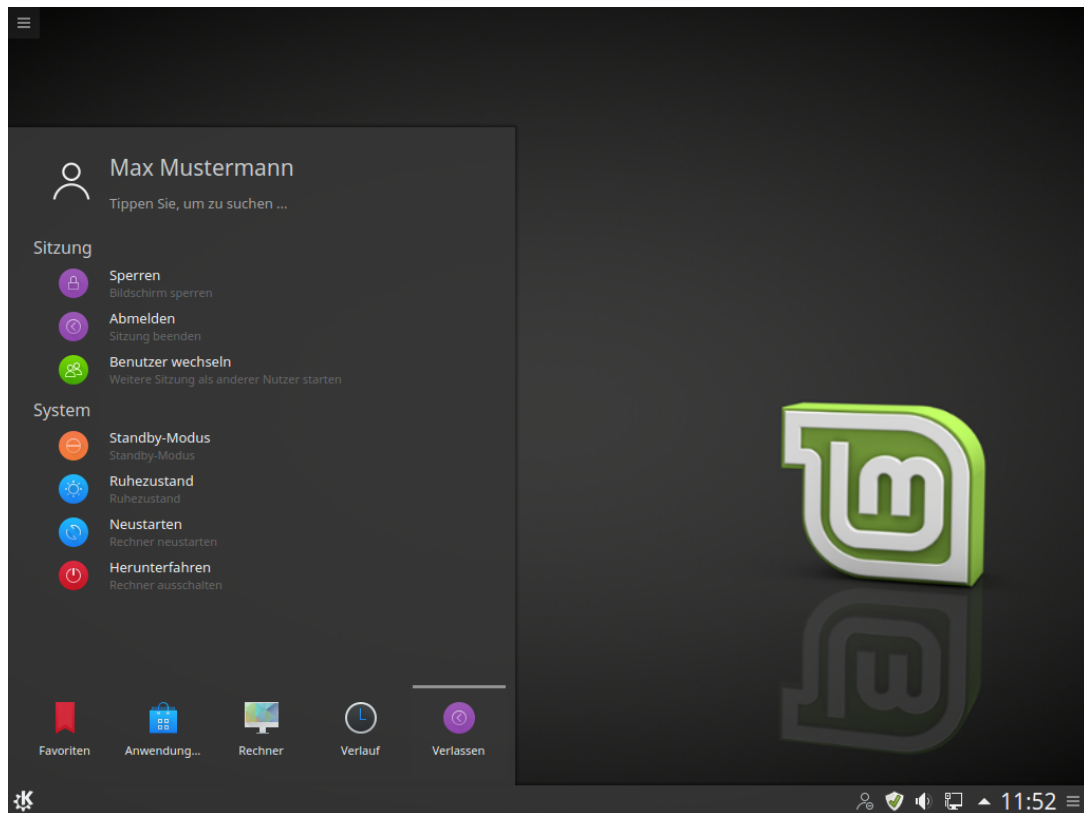 Max Mustermann
Tippen Sie, um zu suchen ...
Sitzung
Sperren
Bildschirm sperren
Abmelden
Sitzung beenden
Benutzer wechseln
Weitere Sitzung als anderer Nutzer starten
System
Standby-Modus
Standby-Modus
Ruhezustand
Ruhezustand
Neustarten
Rechner neustarten
Herunterfahren
Rechner ausschalten
Favoriten Anwendung... Rechner Verlauf Verlassen
11:52